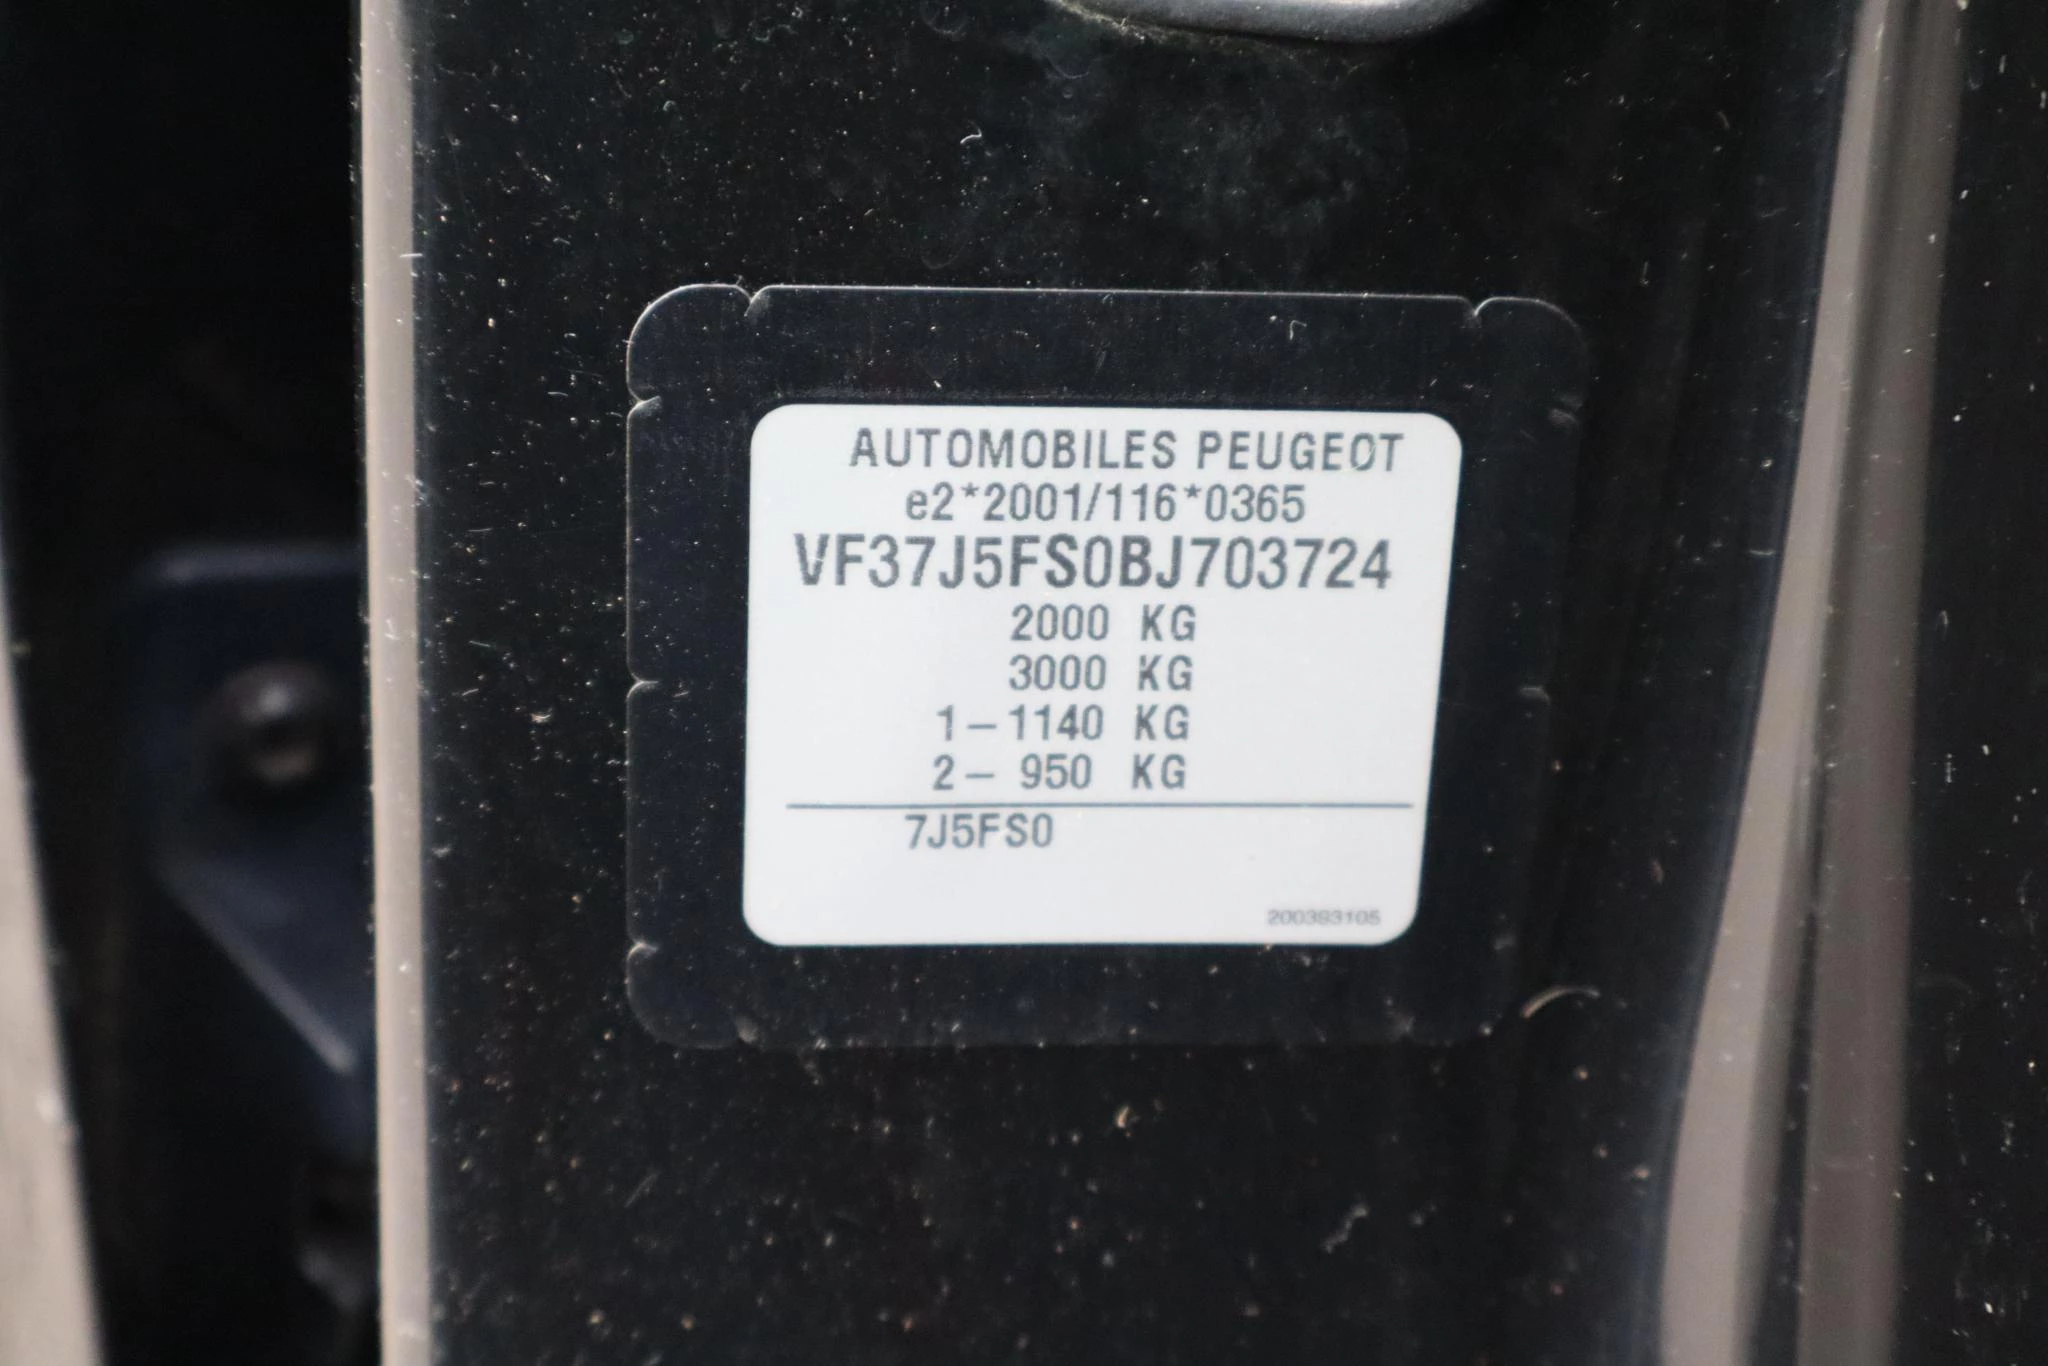 AUTOMOBILES PEUGEOT
e2*2001/116*0365
VF37J5FS0BJ703724
2000 KG
3000 KG
1- 1140 KG
2- 950 KG
7J5FS0
200393105